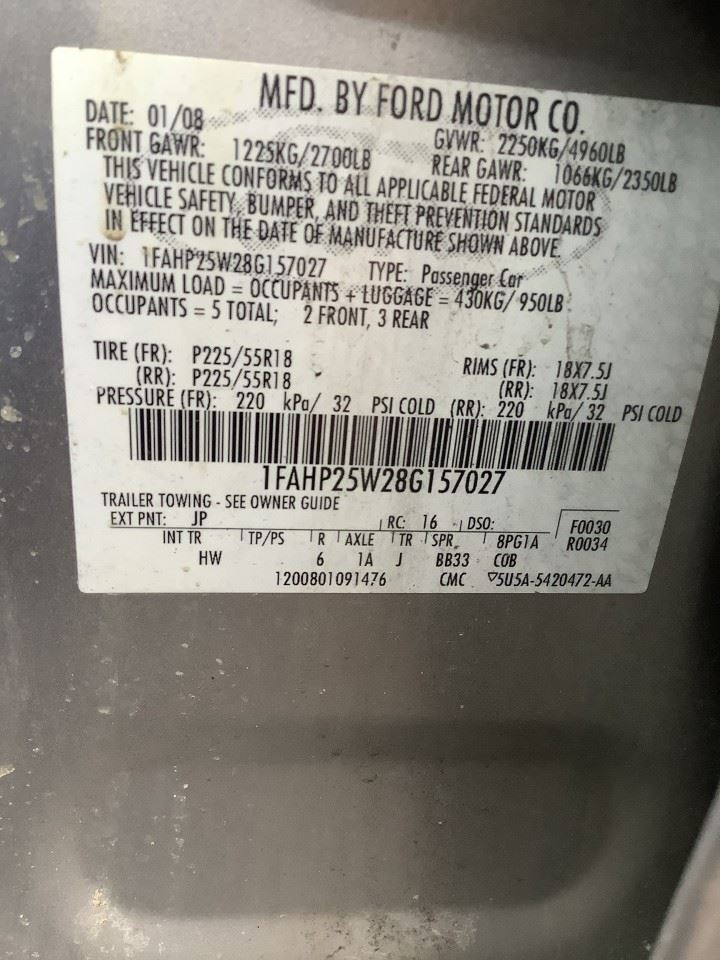 MFD. BY FORD MOTOR CO.
DATE: 01/08 GVWR: 2250KG/4960LB
FRONT GAWR: 1225KG/2700LB REAR GAWR: 1066KG/2350LB
THIS VEHICLE CONFORMS TO ALL APPLICABLE FEDERAL MOTOR
VEHICLE SAFETY, BUMPER, AND THEFT PREVENTION STANDARDS
IN EFFECT ON THE DATE OF MANUFACTURE SHOWN ABOVE.
VIN: 1FAHP25W28G157027 TYPE: Passenger Car
MAXIMUM LOAD = OCCUPANTS + LUGGAGE = 430KG/ 950LB
OCCUPANTS = 5 TOTAL; 2 FRONT, 3 REAR
TIRE (FR): P225/55R18 RIMS (FR): 18X7.5J
(RR): P225/55R18 (RR): 18X7.5J
PRESSURE (FR): 220 kPa/ 32 PSI COLD (RR): 220 kPa/ 32 PSI COLD
1FAHP25W28G157027
TRAILER TOWING - SEE OWNER GUIDE
EXT PNT: JP RC: 16 DSO: F0030
INT TR TP/PS R AXLE TR SPR 8PG1A R0034
HW 6 1A J BB33 COB
1200801091476 CMC ▽5U5A-5420472-AA